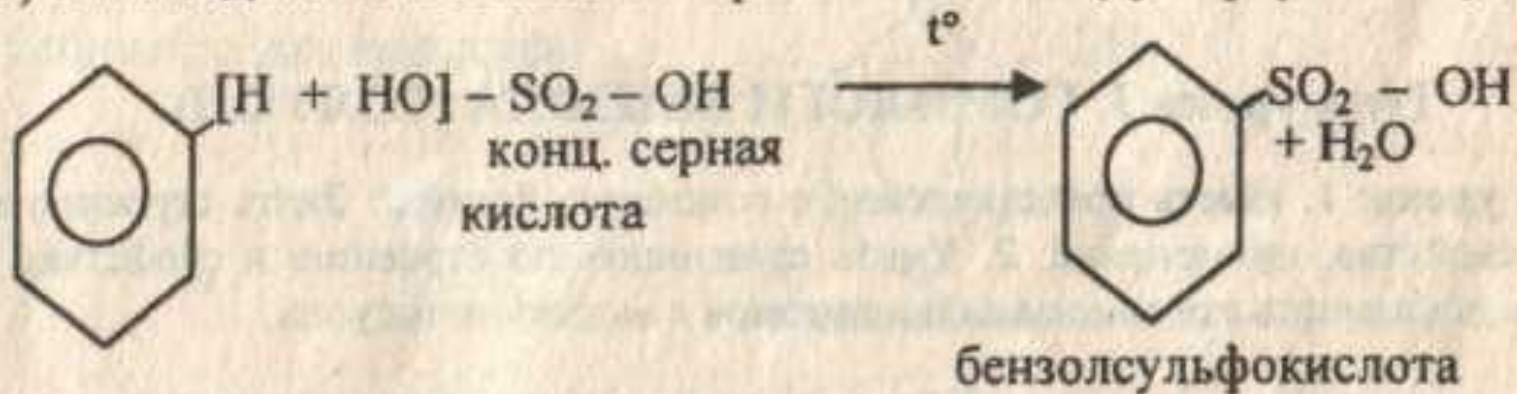 t°
[H + HO] – SO₂ – OH SO₂ – OH
конц. серная + H₂O
кислота
бензолсульфокислота